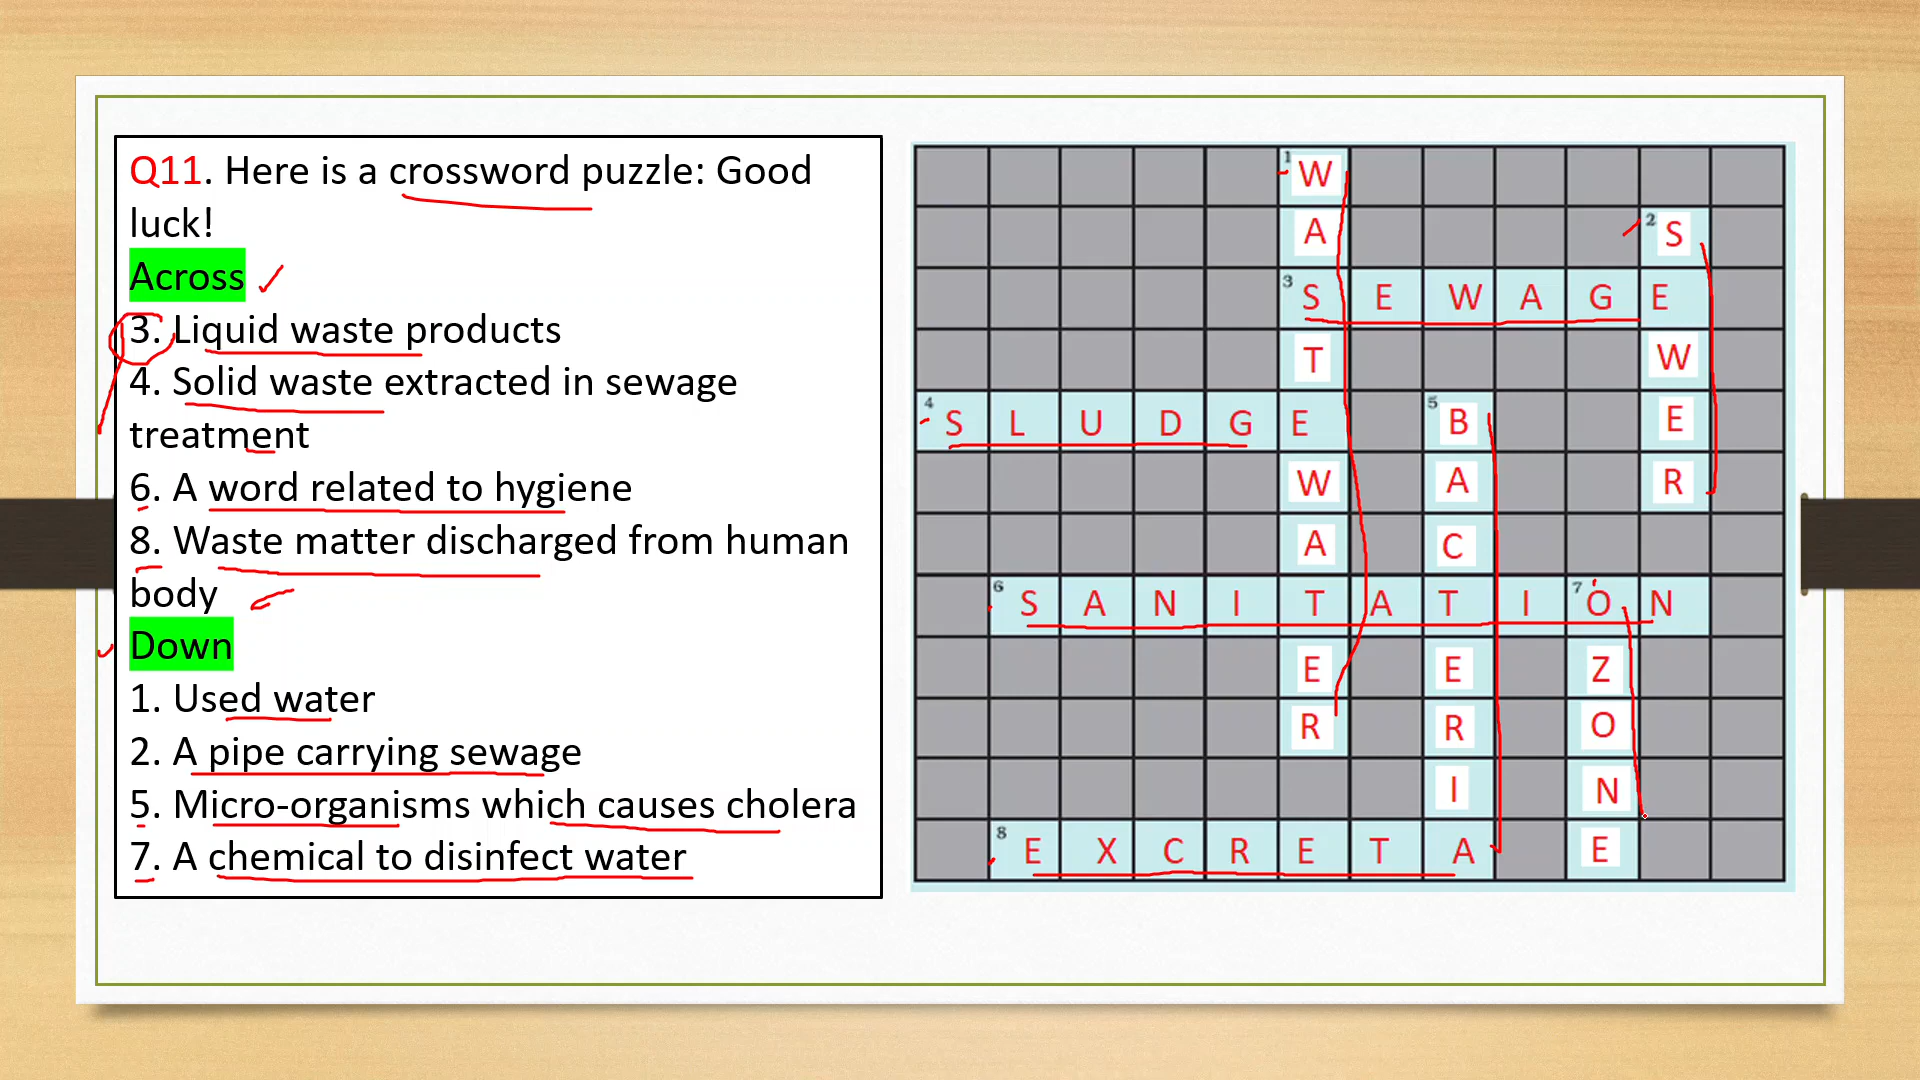 Q11. Here is a crossword puzzle: Good
luck!
Across
3. Liquid waste products
4. Solid waste extracted in sewage
treatment
6. A word related to hygiene
8. Waste matter discharged from human
body
Down
1. Used water
2. A pipe carrying sewage
5. Micro-organisms which causes cholera
7. A chemical to disinfect water
1 W
A 2 S
3 S E W A G E
T W
4 S L U D G E 5 B E
W A R
A C
6 S A N I T A T I 7 O N
E E Z
R R O
I N
8 E X C R E T A E